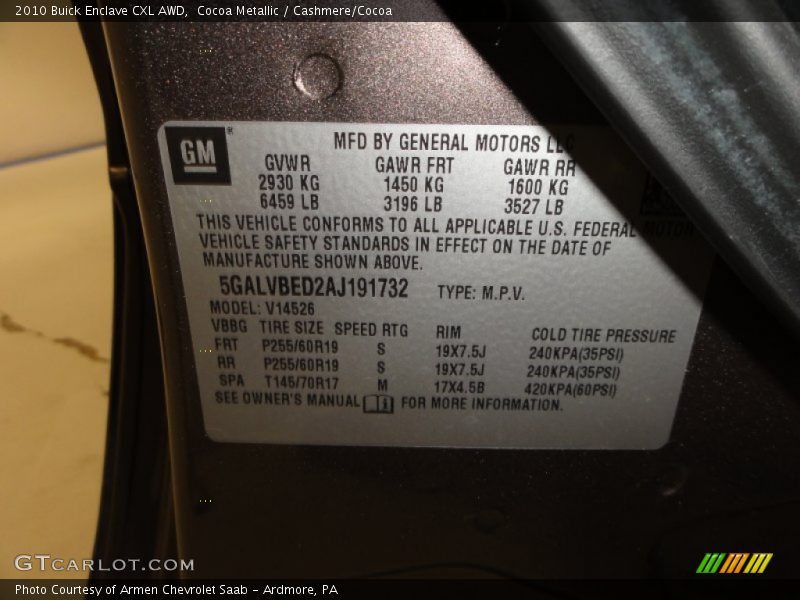 2010 Buick Enclave CXL AWD,  Cocoa Metallic / Cashmere/Cocoa
GM
MFD BY GENERAL MOTORS LLC
GVWR GAWR FRT GAWR RR
2930 KG 1450 KG 1600 KG
6459 LB 3196 LB 3527 LB
THIS VEHICLE CONFORMS TO ALL APPLICABLE U.S. FEDERAL MOTOR
VEHICLE SAFETY STANDARDS IN EFFECT ON THE DATE OF
MANUFACTURE SHOWN ABOVE.
5GALVBED2AJ191732 TYPE: M.P.V.
MODEL: V14526
VBBG TIRE SIZE SPEED RTG RIM COLD TIRE PRESSURE
FRT P255/60R19 S 19X7.5J 240KPA(35PSI)
RR P255/60R19 S 19X7.5J 240KPA(35PSI)
SPA T145/70R17 M 17X4.5B 420KPA(60PSI)
SEE OWNER'S MANUAL FOR MORE INFORMATION.
GTCARLOT.COM
Photo Courtesy of Armen Chevrolet Saab - Ardmore, PA